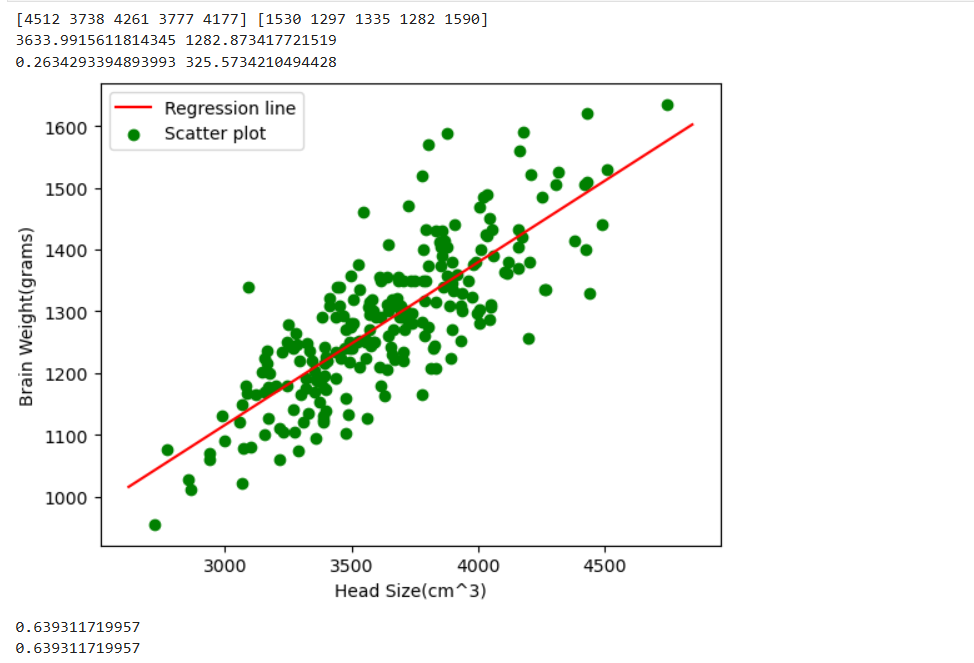 [4512 3738 4261 3777 4177] [1530 1297 1335 1282 1590]
3633.9915611814345 1282.873417721519
0.2634293394893993 325.5734210494428
Regression line
Scatter plot
1600
1500
1400
1300
1200
1100
1000
Brain Weight(grams)
3000 3500 4000 4500
Head Size(cm^3)
0.639311719957
0.639311719957